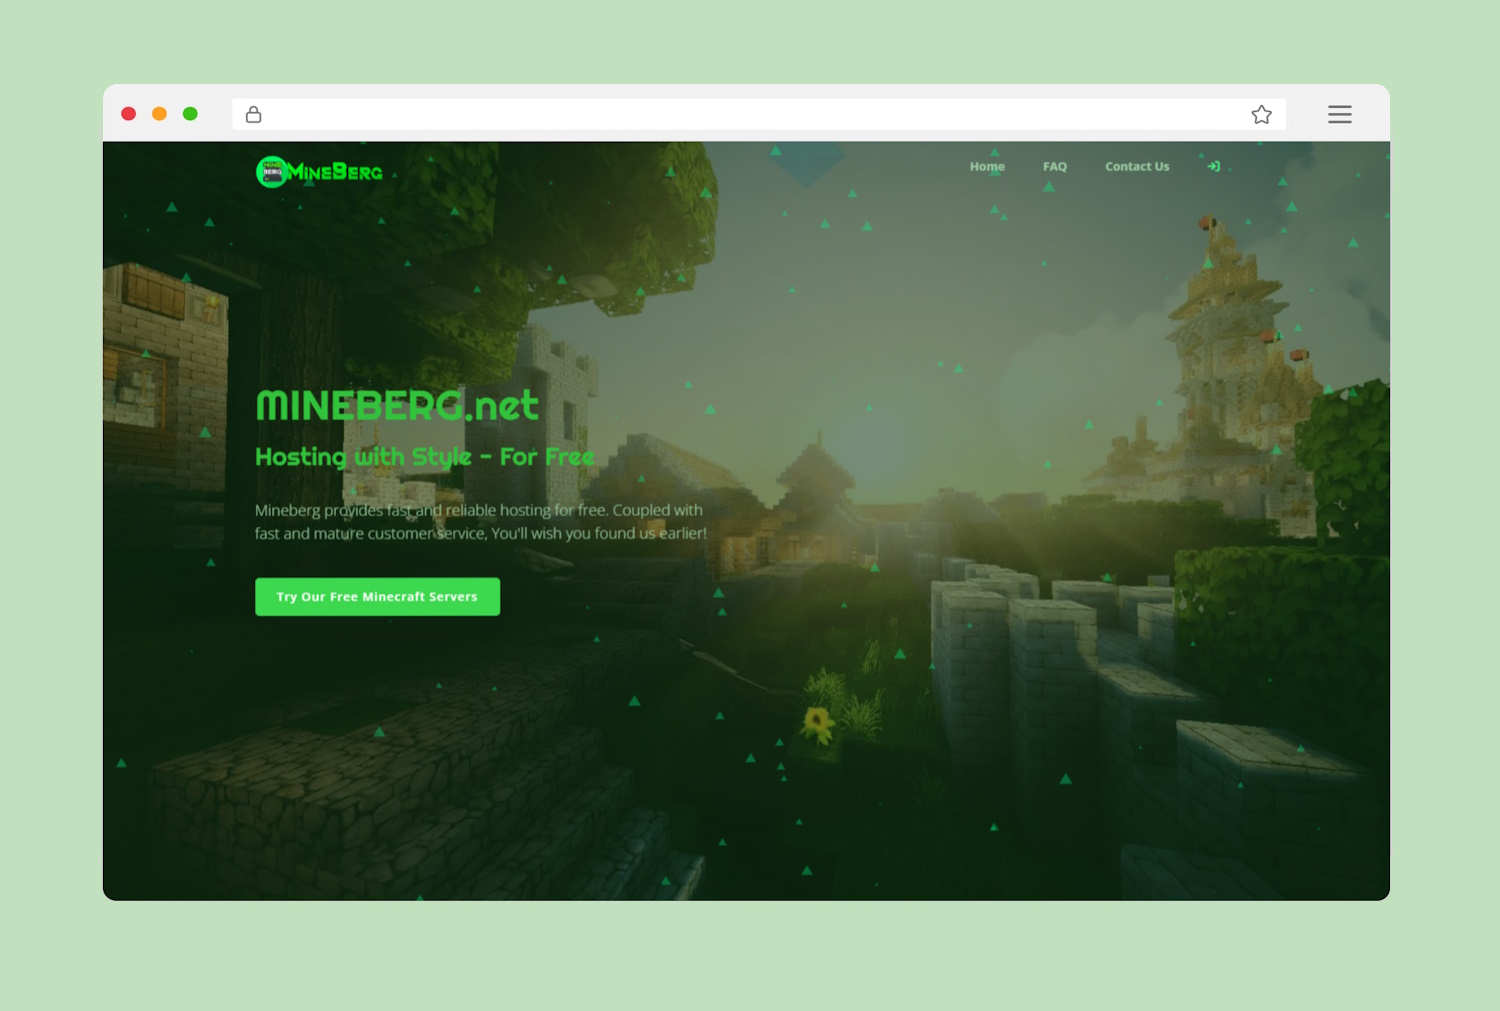 MINE
BERG
MINEBERG
Home
FAQ
Contact Us
MINEBERG.net
Hosting with Style - For Free
Mineberg provides fast and reliable hosting for free. Coupled with
fast and mature customer service, You'll wish you found us earlier!
Try Our Free Minecraft Servers